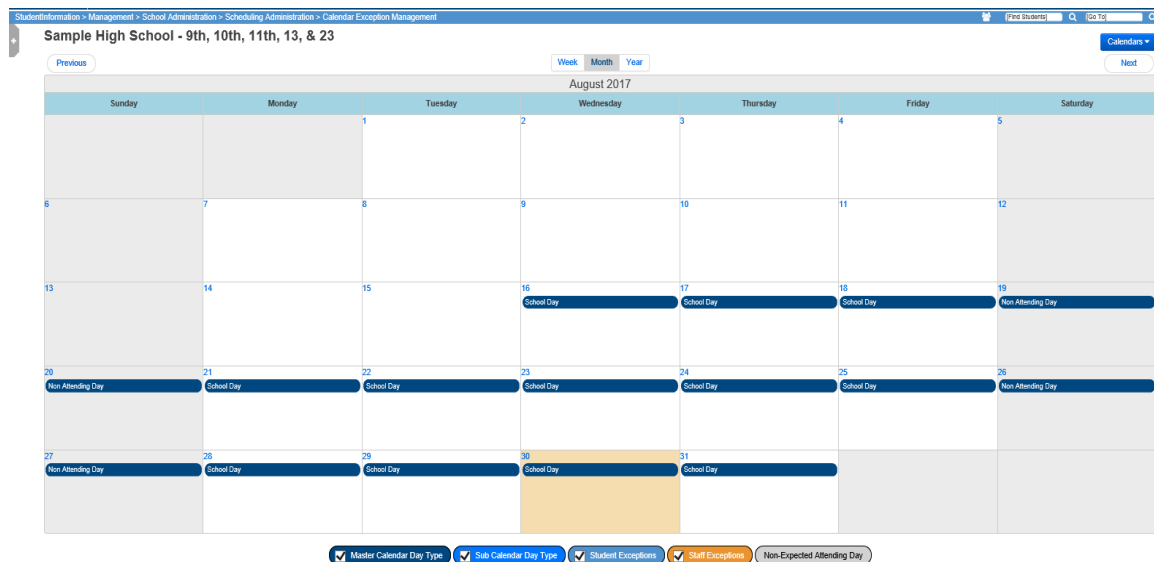 StudentInformation > Management > School Administration > Scheduling Administration > Calendar Exception Management [Find Students] [Go To]
Sample High School - 9th, 10th, 11th, 13, & 23
Calendars
Previous Week Month Year Next
August 2017
Sunday Monday Tuesday Wednesday Thursday Friday Saturday
1 2 3 4 5
6 7 8 9 10 11 12
13 14 15 16 17 18 19
School Day School Day School Day Non Attending Day
20 21 22 23 24 25 26
Non Attending Day School Day School Day School Day School Day School Day Non Attending Day
27 28 29 30 31
Non Attending Day School Day School Day School Day School Day
Master Calendar Day Type Sub Calendar Day Type Student Exceptions Staff Exceptions Non-Expected Attending Day